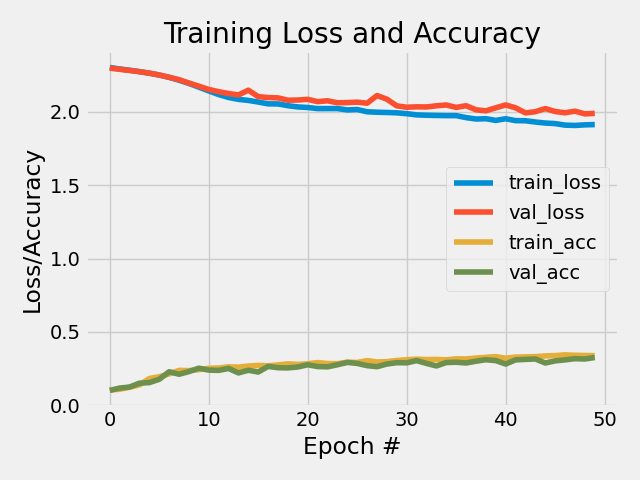 Training Loss and Accuracy
Loss/Accuracy
2.0
1.5
1.0
0.5
0.0
train_loss
val_loss
train_acc
val_acc
0 10 20 30 40 50
Epoch #